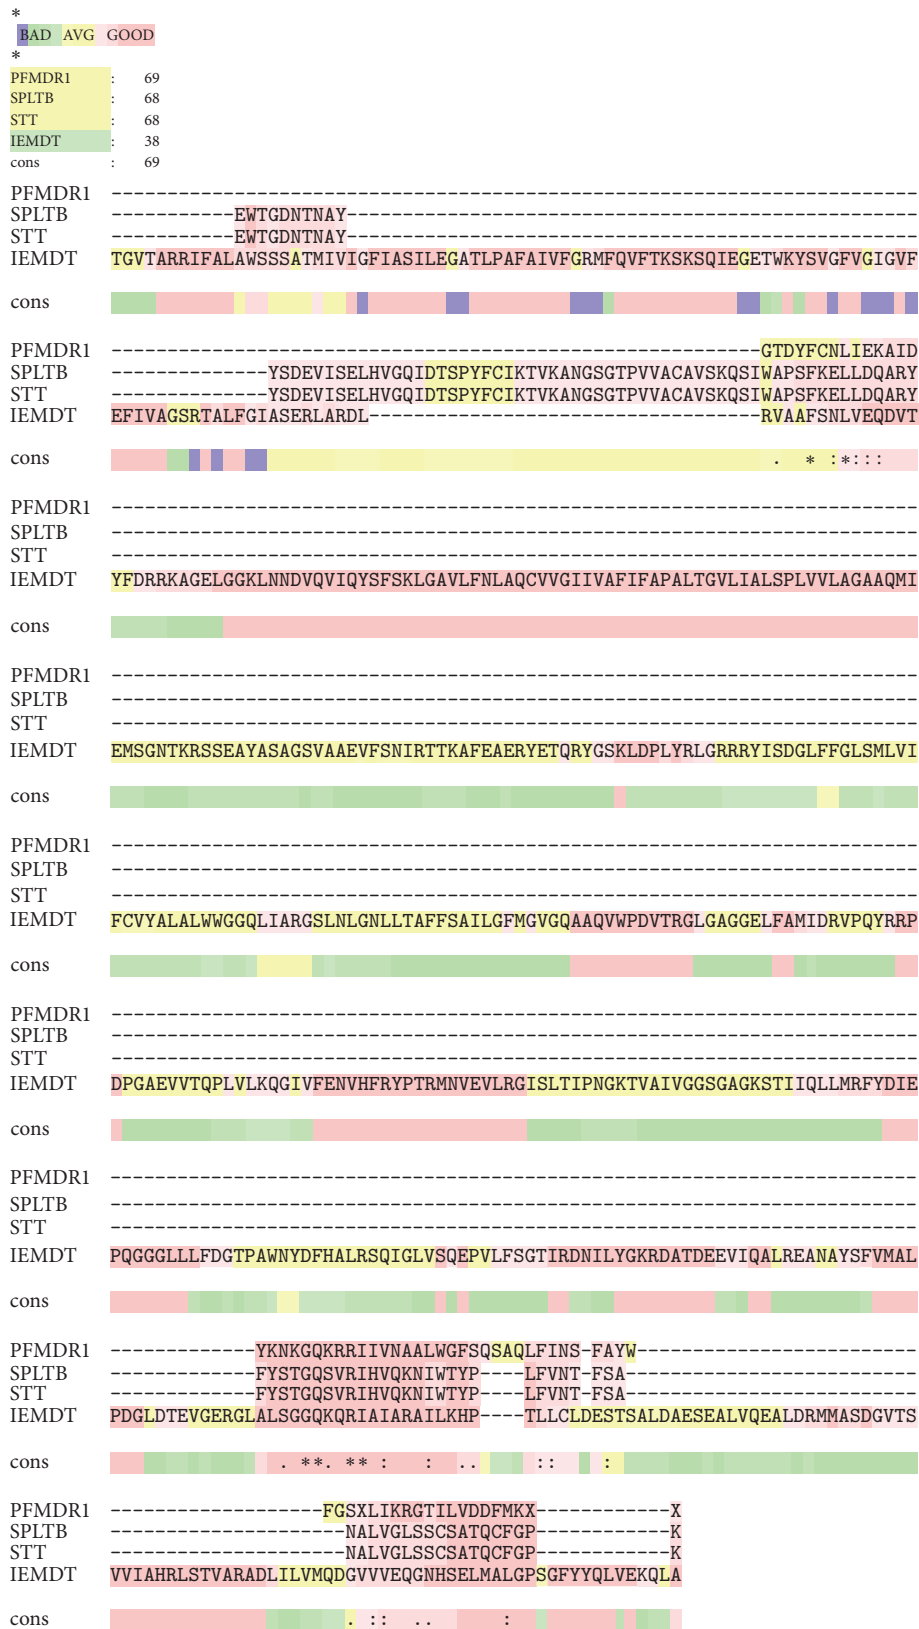 *
BAD AVG GOOD
*
PFMDR1 : 69
SPLTB : 68
STT : 68
IEMDT : 38
cons : 69
PFMDR1 ------------------------------------------------------------------------
SPLTB -----------EWTGDNTNAY---------------------------------------------------
STT -----------EWTGDNTNAY---------------------------------------------------
IEMDT TGVTARRIFALAWSSSATMIVIGFIASILEGATLPAFAIVFGRMFQVFTKSKSQIEGETWKYSVGFVGIGVF
cons
PFMDR1 ----------------------------------------------------------GTDYFCNLIEKAID
SPLTB --------------YSDEVISELHVGQIDTSPYFCIKTVKANGSGTPVVACAVSKQSIWAPSFKELLDQARY
STT --------------YSDEVISELHVGQIDTSPYFCIKTVKANGSGTPVVACAVSKQSIWAPSFKELLDQARY
IEMDT EFIVAGSRTALFGIASERLARDL-----------------------------------RVAAFSNLVEQDVT
cons . * :*:::
PFMDR1 ------------------------------------------------------------------------
SPLTB ------------------------------------------------------------------------
STT ------------------------------------------------------------------------
IEMDT YFDRRKAGELGGKLNNDVQVIQYSFSKLGAVLFNLAQCVVGIIVAFIFAPALTGVLIALSPLVVLAGAAQMI
cons
PFMDR1 ------------------------------------------------------------------------
SPLTB ------------------------------------------------------------------------
STT ------------------------------------------------------------------------
IEMDT EMSGNTKRSSEAYASAGSVAAEVFSNIRTTKAFEAERYETQRYGSKLDPLYRLGRRRYISDGLFFGLSMLVI
cons
PFMDR1 ------------------------------------------------------------------------
SPLTB ------------------------------------------------------------------------
STT ------------------------------------------------------------------------
IEMDT FCVYALALWWGGQLIARGSLNLGNLLTAFFSAILGFMGVGQAAQVWPDVTRGLGAGGELFAMIDRVPQYRRP
cons
PFMDR1 ------------------------------------------------------------------------
SPLTB ------------------------------------------------------------------------
STT ------------------------------------------------------------------------
IEMDT DPGAEVVTQPLVLKQGIVFENVHFRYPTRMNVEVLRGISLTIPNGKTVAIVGGSGAGKSTIIQLLMRFYDIE
cons
PFMDR1 ------------------------------------------------------------------------
SPLTB ------------------------------------------------------------------------
STT ------------------------------------------------------------------------
IEMDT PQGGGLLLFDGTPAWNYDFHALRSQIGLVSQEPVLFSGTIRDNILYGKRDATDEEVIQALREANAYSFVMAL
cons
PFMDR1 -------------YKNKGQKRRIIVNAALWGFSQSAQLFINS-FAYW-------------------------
SPLTB -------------FYSTGQSVRIHVQKNIWTYP----LFVNT-FSA--------------------------
STT -------------FYSTGQSVRIHVQKNIWTYP----LFVNT-FSA--------------------------
IEMDT PDGLDTEVGERGLALSGGQKQRIAIARAILKHP----TLLCLDESTSALDAESEALVQEALDRMMASDGVTS
cons . **. ** : : .. :: :
PFMDR1 -------------------FGSXLIKRGTILVDDFMKX------------X
SPLTB ---------------------NALVGLSSCSATQCFGP------------K
STT ---------------------NALVGLSSCSATQCFGP------------K
IEMDT VVIAHRLSTVARADLILVMQDGVVVEQGNHSELMALGPSGFYYQLVEKQLA
cons . :: .. :